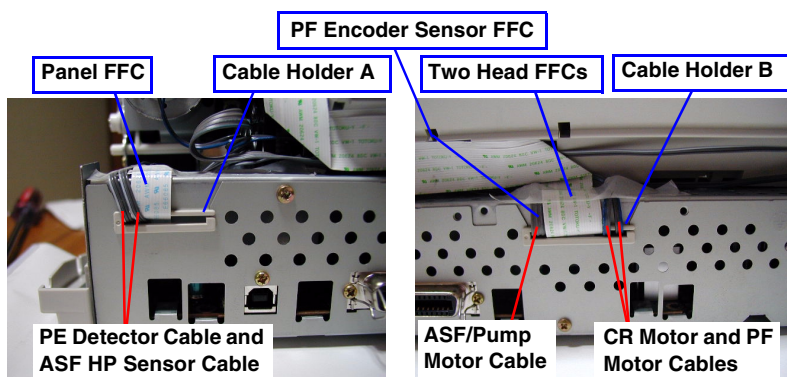 PF Encoder Sensor FFC
Panel FFC
Cable Holder A
Two Head FFCs
Cable Holder B
PE Detector Cable and
ASF HP Sensor Cable
ASF/Pump
Motor Cable
CR Motor and PF
Motor Cables